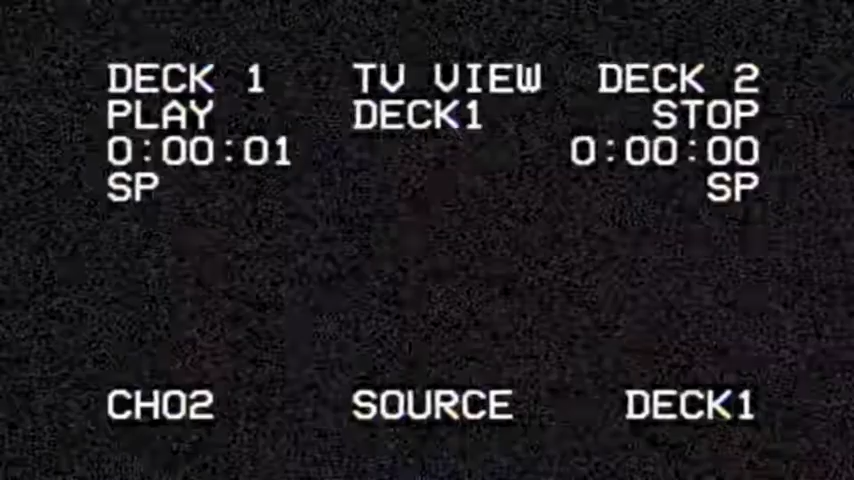 DECK 1 TV VIEW DECK 2
PLAY DECK1 STOP
0:00:01 0:00:00
SP SP
CH02 SOURCE DECK1